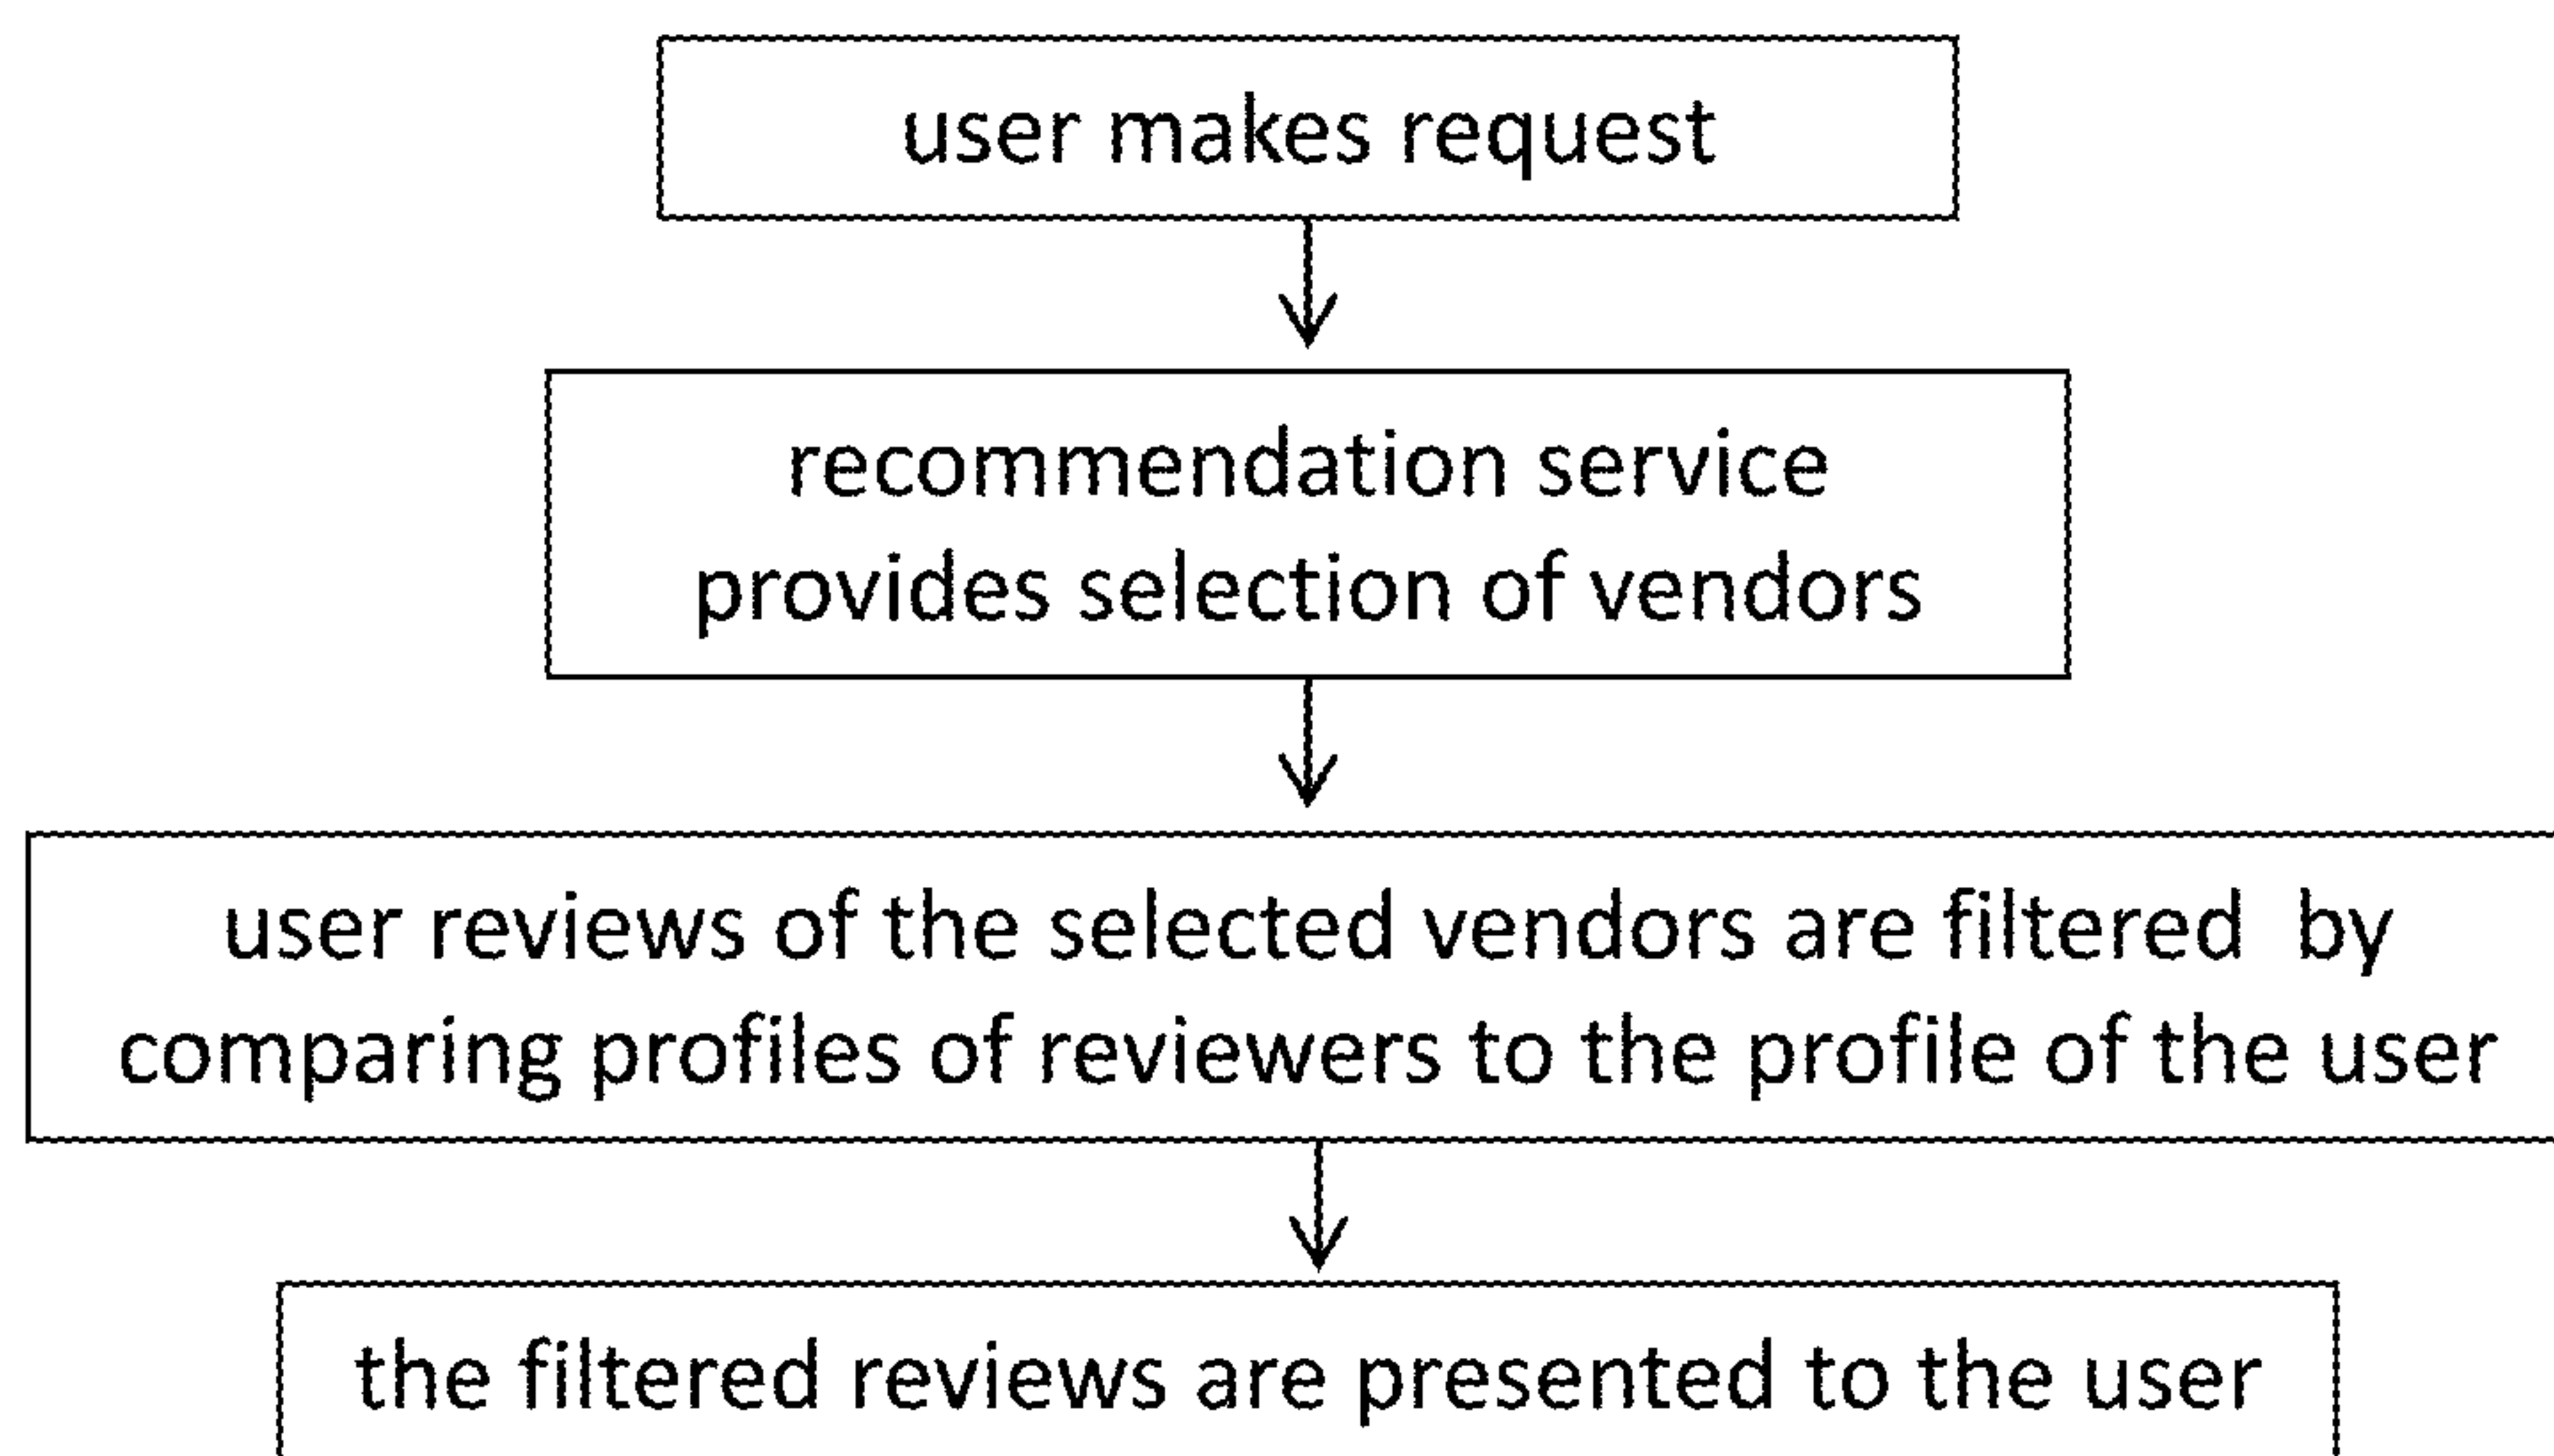 user makes request
recommendation service
provides selection of vendors
user reviews of the selected vendors are filtered  by
comparing profiles of reviewers to the profile of the user
the filtered reviews are presented to the user